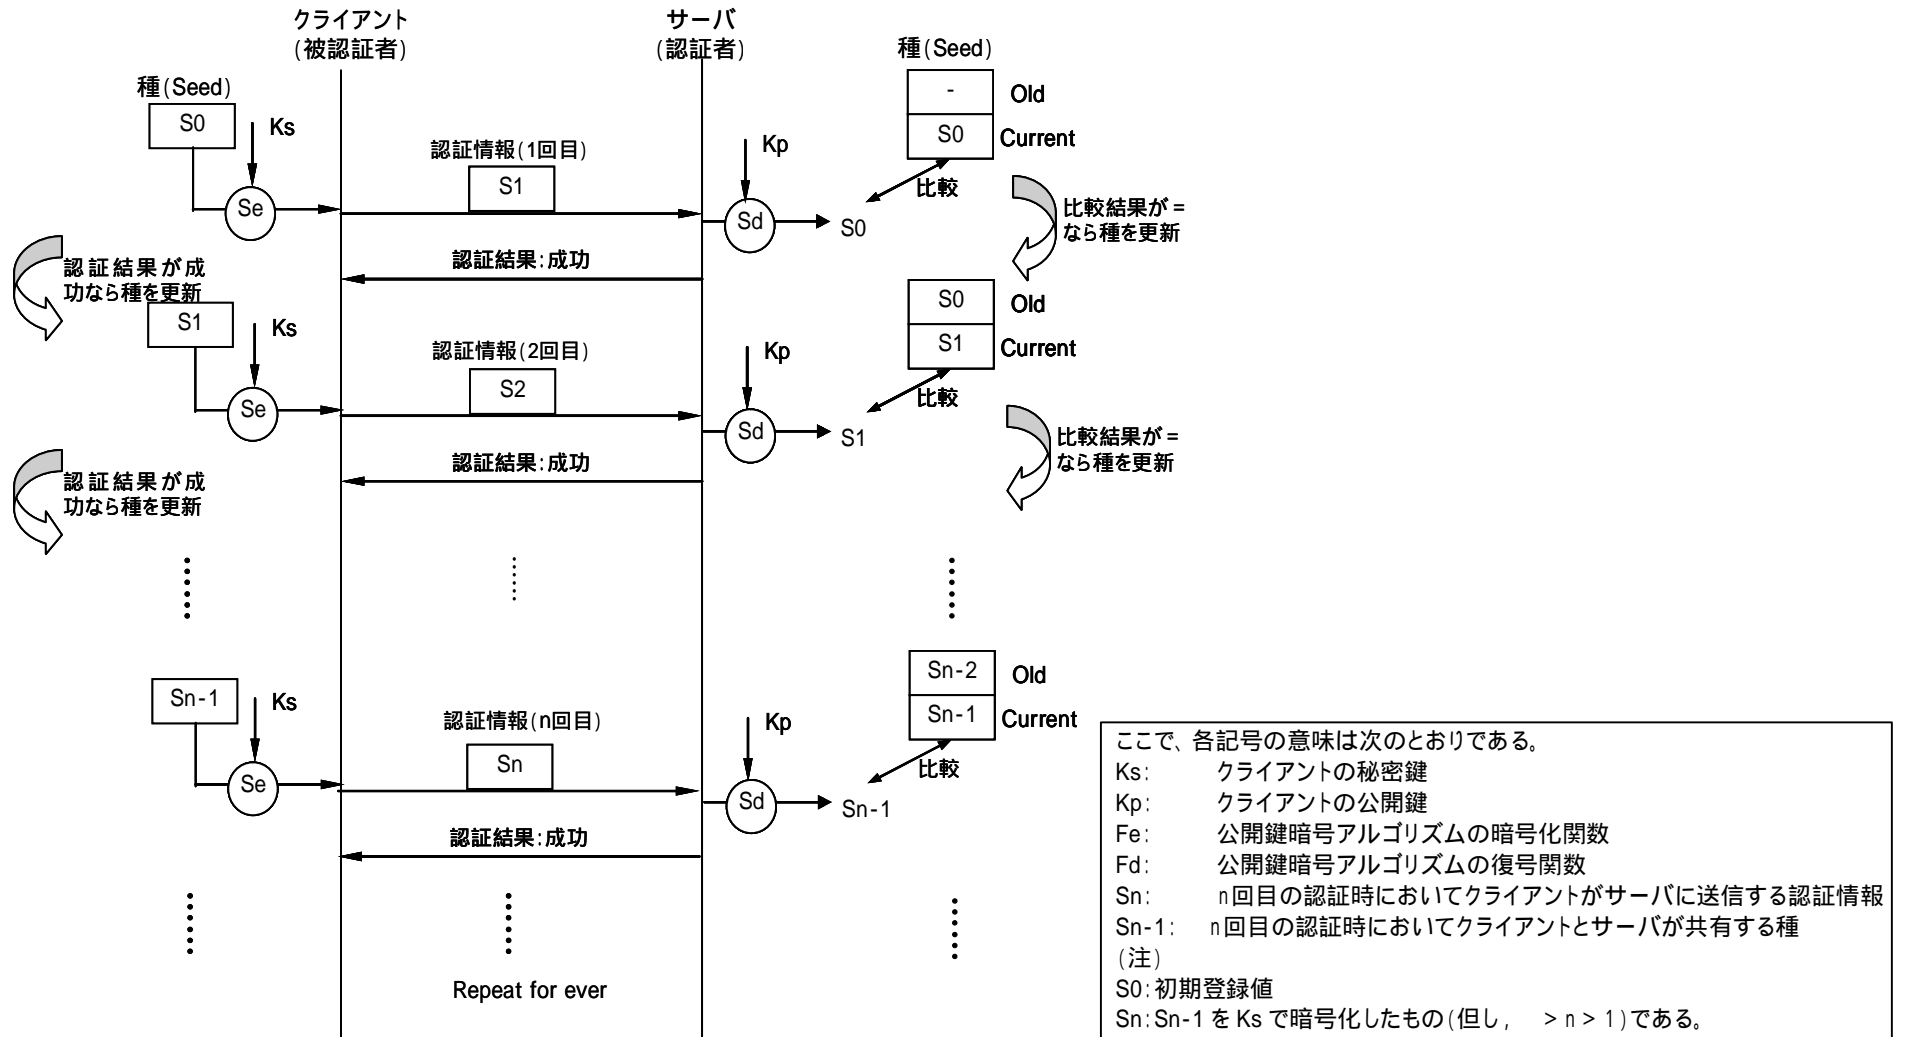 クライアント
(被認証者)
サーバ
(認証者)
種(Seed)
種(Seed)
-
Old
S0
Current
S0
Ks
認証情報(1回目)
S1
Kp
比較
Se
Sd
S0
比較結果が=
なら種を更新
認証結果:成功
認証結果が成
功なら種を更新
S0
Old
S1
Current
S1
Ks
認証情報(2回目)
S2
Kp
比較
Se
Sd
S1
比較結果が=
なら種を更新
認証結果:成功
認証結果が成
功なら種を更新
Sn-2
Old
Sn-1
Current
Sn-1
Ks
認証情報(n回目)
Sn
Kp
比較
Se
Sd
Sn-1
認証結果:成功
Repeat for ever
ここで、各記号の意味は次のとおりである。
Ks: クライアントの秘密鍵
Kp: クライアントの公開鍵
Fe: 公開鍵暗号アルゴリズムの暗号化関数
Fd: 公開鍵暗号アルゴリズムの復号関数
Sn: n回目の認証時においてクライアントがサーバに送信する認証情報
Sn-1: n回目の認証時においてクライアントとサーバが共有する種
(注)
S0:初期登録値
Sn:Sn-1 を Ks で暗号化したもの(但し, > n > 1)である。